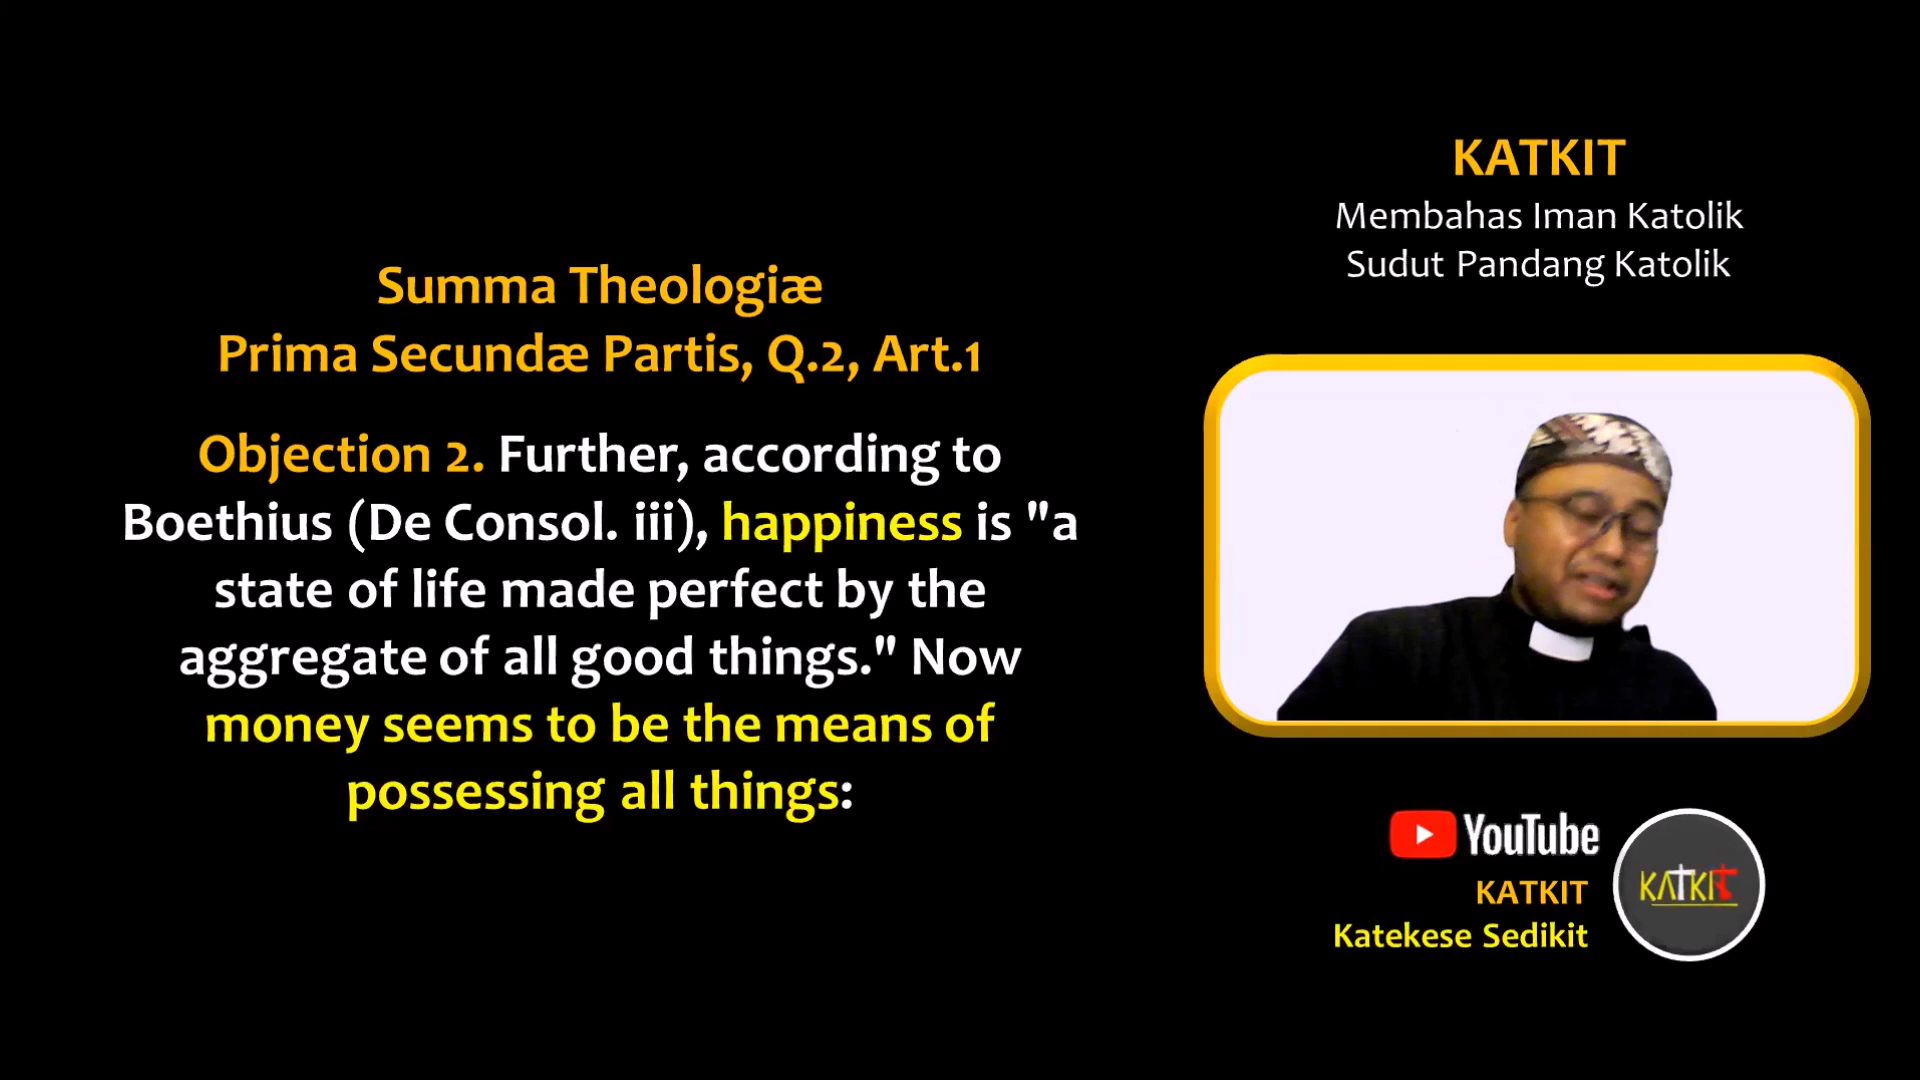 Summa Theologiæ
Prima Secundæ Partis, Q.2, Art.1
Objection 2. Further, according to
Boethius (De Consol. iii), happiness is "a
state of life made perfect by the
aggregate of all good things." Now
money seems to be the means of
possessing all things:
KATKIT
Membahas Iman Katolik
Sudut Pandang Katolik
YouTube
KATKIT
Katekese Sedikit
KATKIT